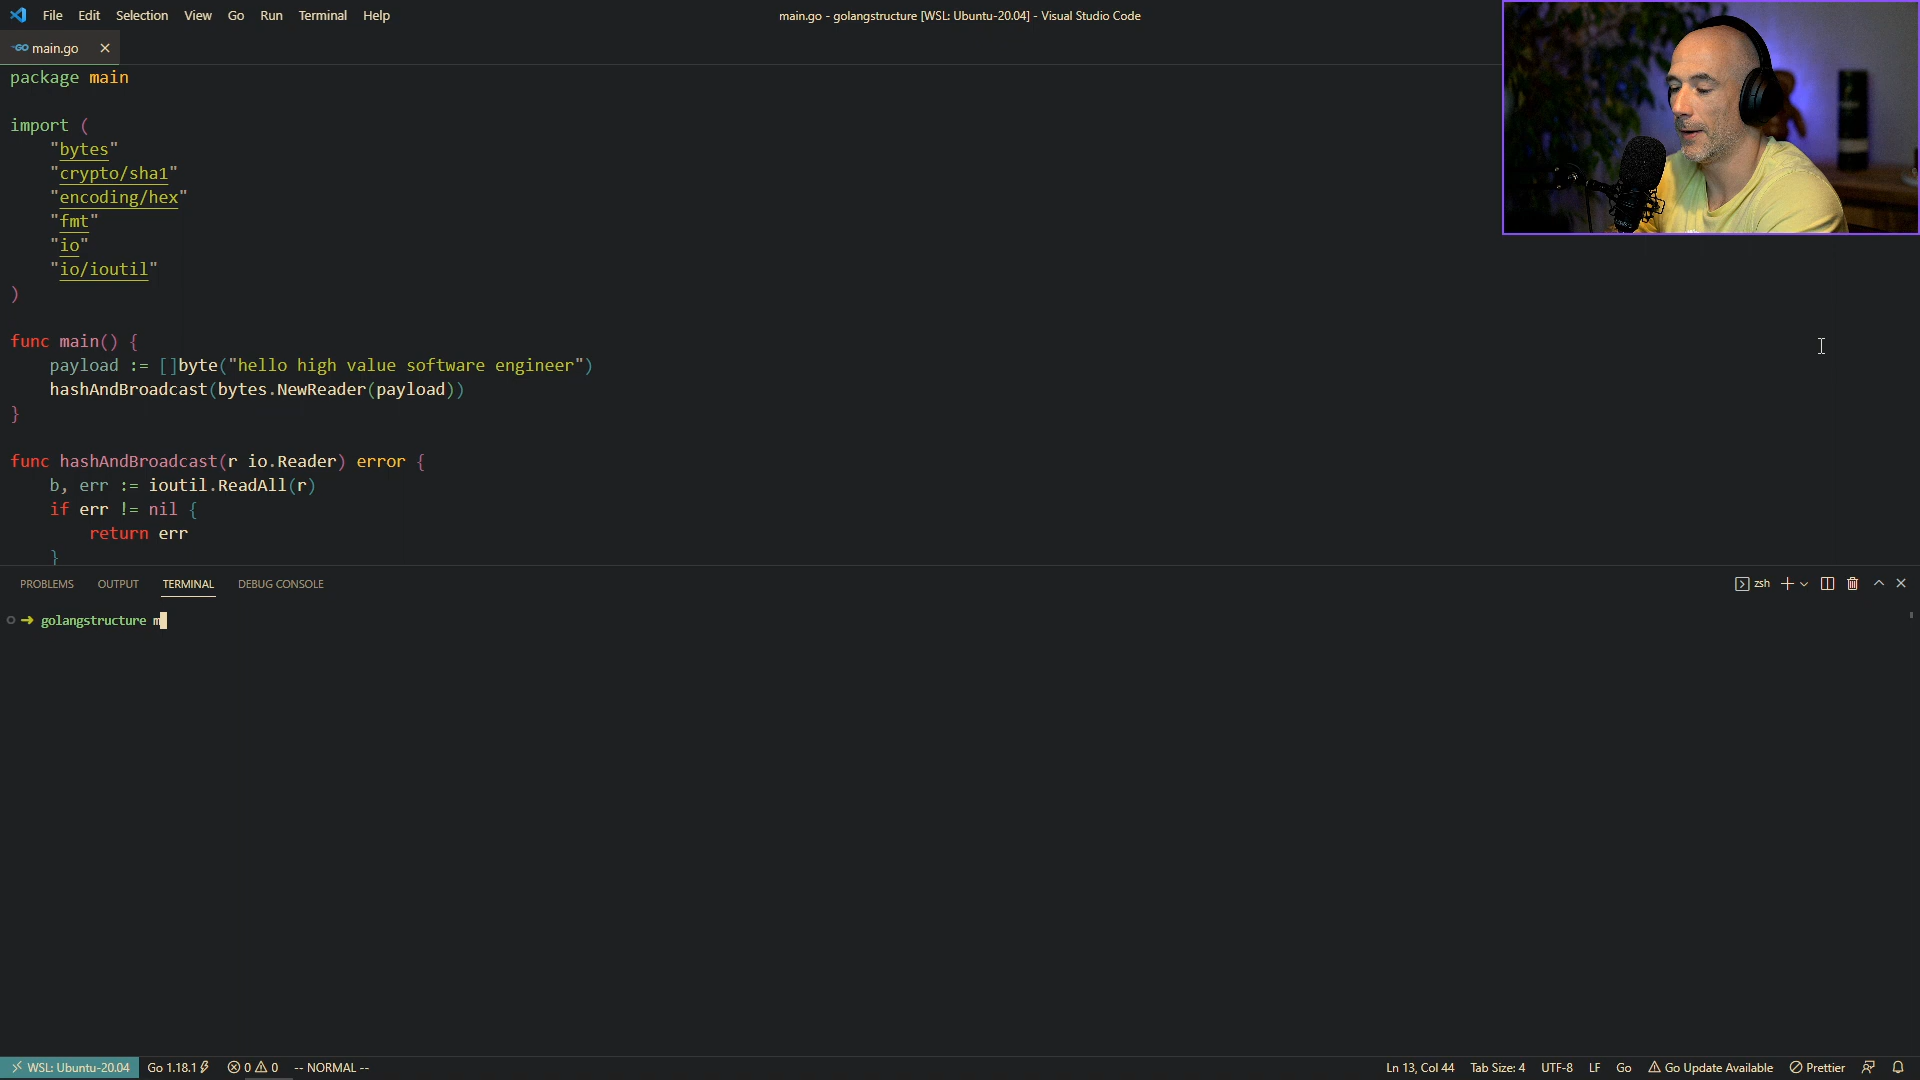 File Edit Selection View Go Run Terminal Help
main.go - golangstructure [WSL: Ubuntu-20.04] - Visual Studio Code
GO main.go
package main
import (
"bytes"
"crypto/sha1"
"encoding/hex"
"fmt"
"io"
"io/ioutil"
)
func main() {
payload := []byte("hello high value software engineer")
hashAndBroadcast(bytes.NewReader(payload))
}
func hashAndBroadcast(r io.Reader) error {
b, err := ioutil.ReadAll(r)
if err != nil {
return err
}
PROBLEMS OUTPUT TERMINAL DEBUG CONSOLE
zsh
golangstructure m
WSL: Ubuntu-20.04 Go 1.18.1 0 0 -- NORMAL --
Ln 13, Col 44 Tab Size: 4 UTF-8 LF Go Go Update Available Prettier